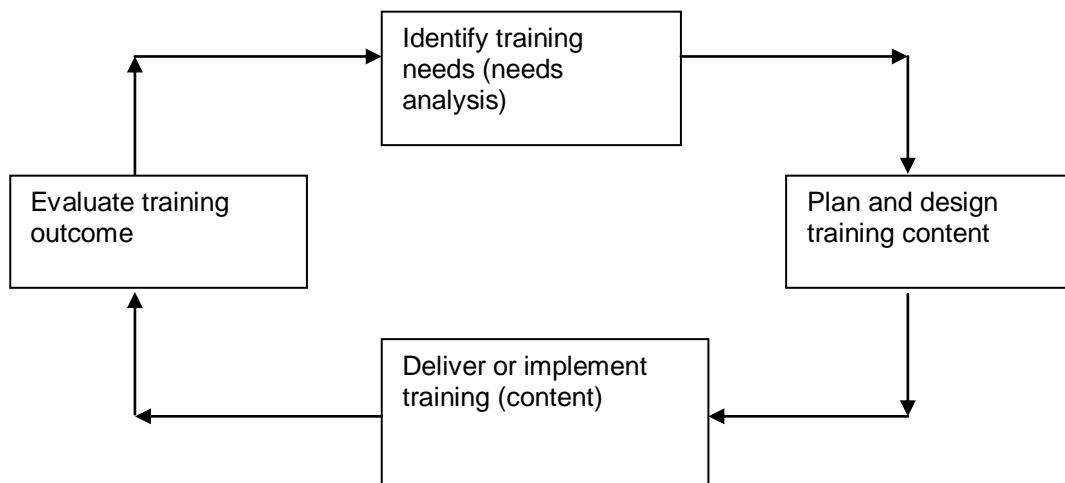 Identify training
needs (needs
analysis)
Evaluate training
outcome
Plan and design
training content
Deliver or implement
training (content)